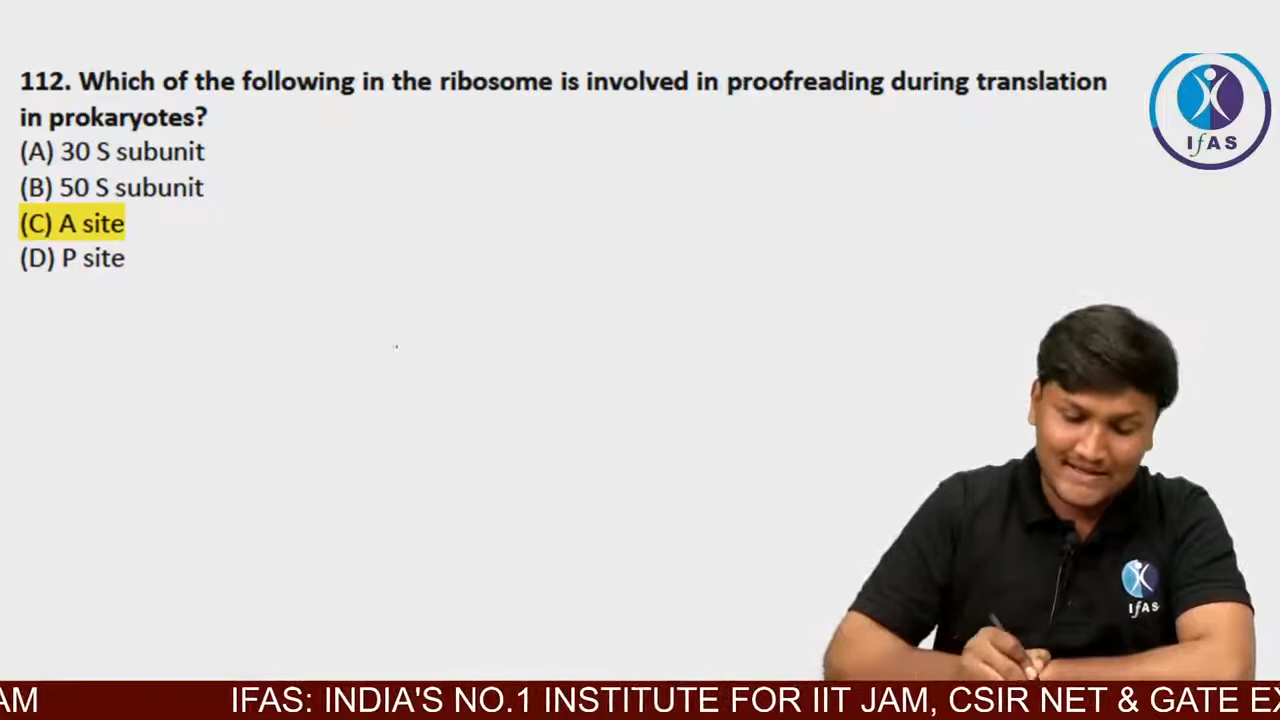 112. Which of the following in the ribosome is involved in proofreading during translation
in prokaryotes?
(A) 30 S subunit
(B) 50 S subunit
(C) A site
(D) P site
IfAS
IfAS
AM IFAS: INDIA'S NO.1 INSTITUTE FOR IIT JAM, CSIR NET & GATE EX